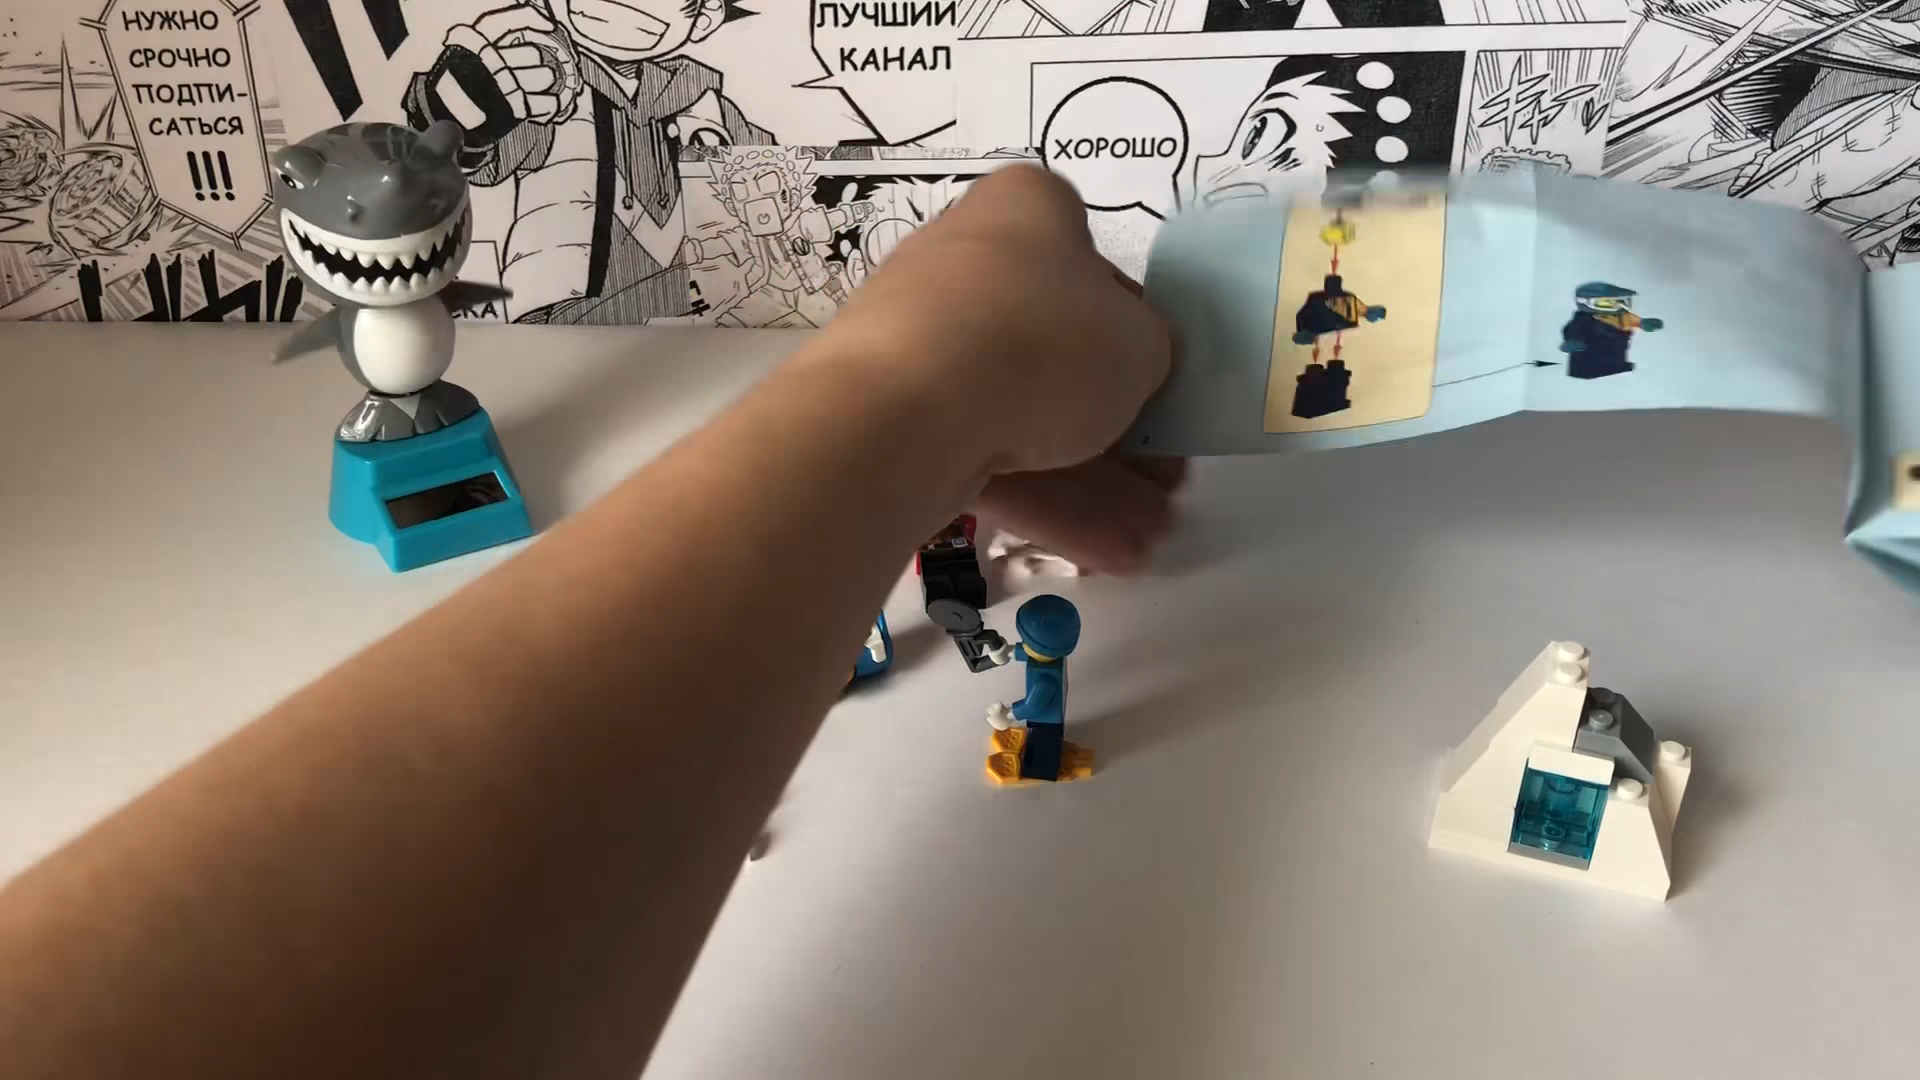 НУЖНО
СРОЧНО
ПОДПИ-
САТЬСЯ
!!!
ЛУЧШИЙ
КАНАЛ
ХОРОШО